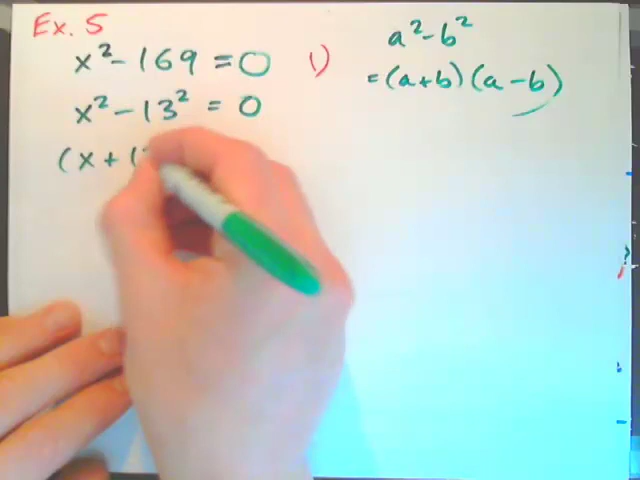 Ex. 5
x² - 169 = 0
x² - 13² = 0
(x + 1
1)
a² - b²
= (a + b)(a - b)